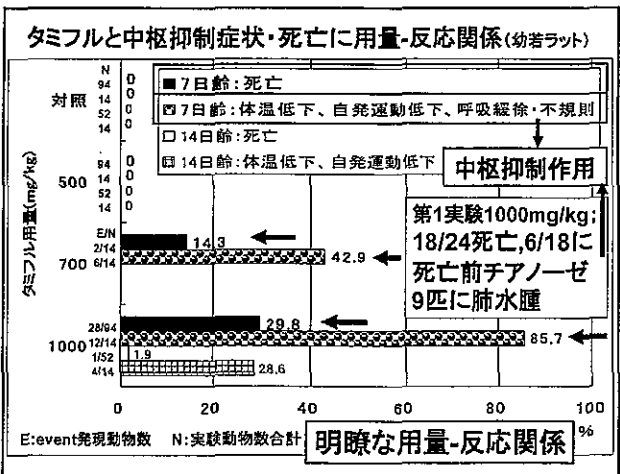 タミフルと中枢抑制症状・死亡に用量-反応関係(幼若ラット)
N
対照
94 0
14 0
52 0
14 0
■7日齢:死亡
7日齢:体温低下、自発運動低下、呼吸緩徐・不規則
□14日齢:死亡
14日齢:体温低下、自発運動低下
中枢抑制作用
タミフル用量(mg/kg)
500
94 0
14 0
52 0
14 0
第1実験1000mg/kg;
18/24死亡,6/18に
死亡前チアノーゼ
9匹に肺水腫
700
E/N
2/14 14.3
6/14 42.9
1000
28/94 29.8
12/14 85.7
1/52 1.9
4/14 28.6
0 20 40 60 80 100
%
E:event発現動物数 N:実験動物数合計
明瞭な用量-反応関係